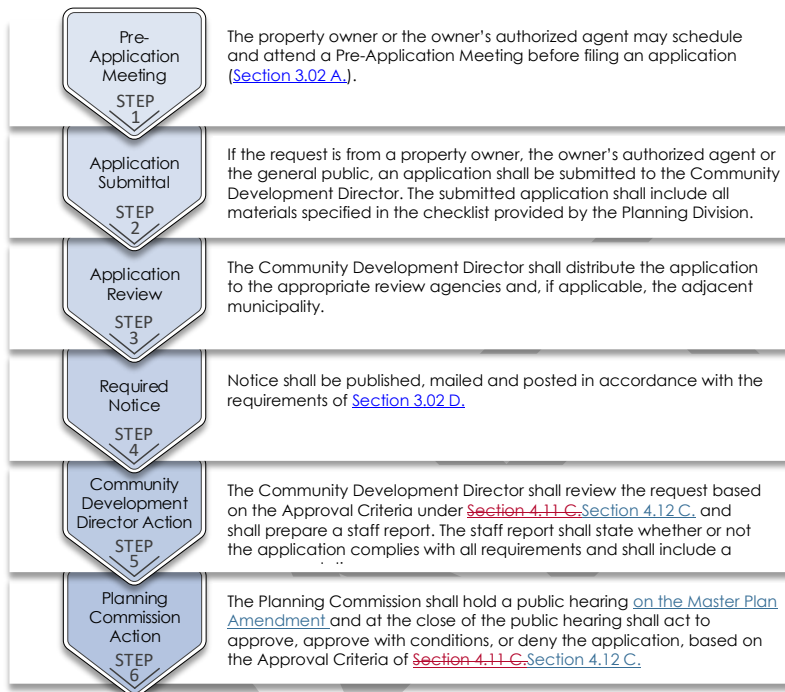 Pre-
Application
Meeting
STEP
1
The property owner or the owner’s authorized agent may schedule
and attend a Pre-Application Meeting before filing an application
(Section 3.02 A.).
Application
Submittal
STEP
2
If the request is from a property owner, the owner’s authorized agent or
the general public, an application shall be submitted to the Community
Development Director. The submitted application shall include all
materials specified in the checklist provided by the Planning Division.
Application
Review
STEP
3
The Community Development Director shall distribute the application
to the appropriate review agencies and, if applicable, the adjacent
municipality.
Required
Notice
STEP
4
Notice shall be published, mailed and posted in accordance with the
requirements of Section 3.02 D.
Community
Development
Director Action
STEP
5
The Community Development Director shall review the request based
on the Approval Criteria under Section 4.11 C.Section 4.12 C. and
shall prepare a staff report. The staff report shall state whether or not
the application complies with all requirements and shall include a
Planning
Commission
Action
STEP
6
The Planning Commission shall hold a public hearing on the Master Plan
Amendment and at the close of the public hearing shall act to
approve, approve with conditions, or deny the application, based on
the Approval Criteria of Section 4.11 C.Section 4.12 C.